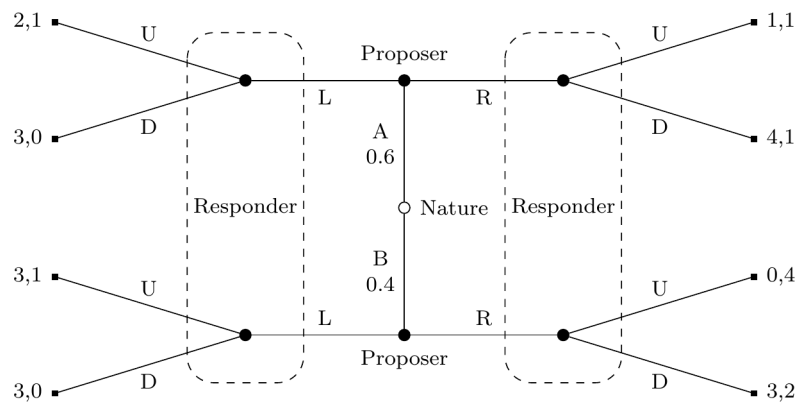 2,1
U
Proposer
U
1,1
L
R
3,0
D
A
0.6
D
4,1
Responder
Nature
Responder
B
0.4
3,1
U
L
R
U
0,4
Proposer
3,0
D
D
3,2